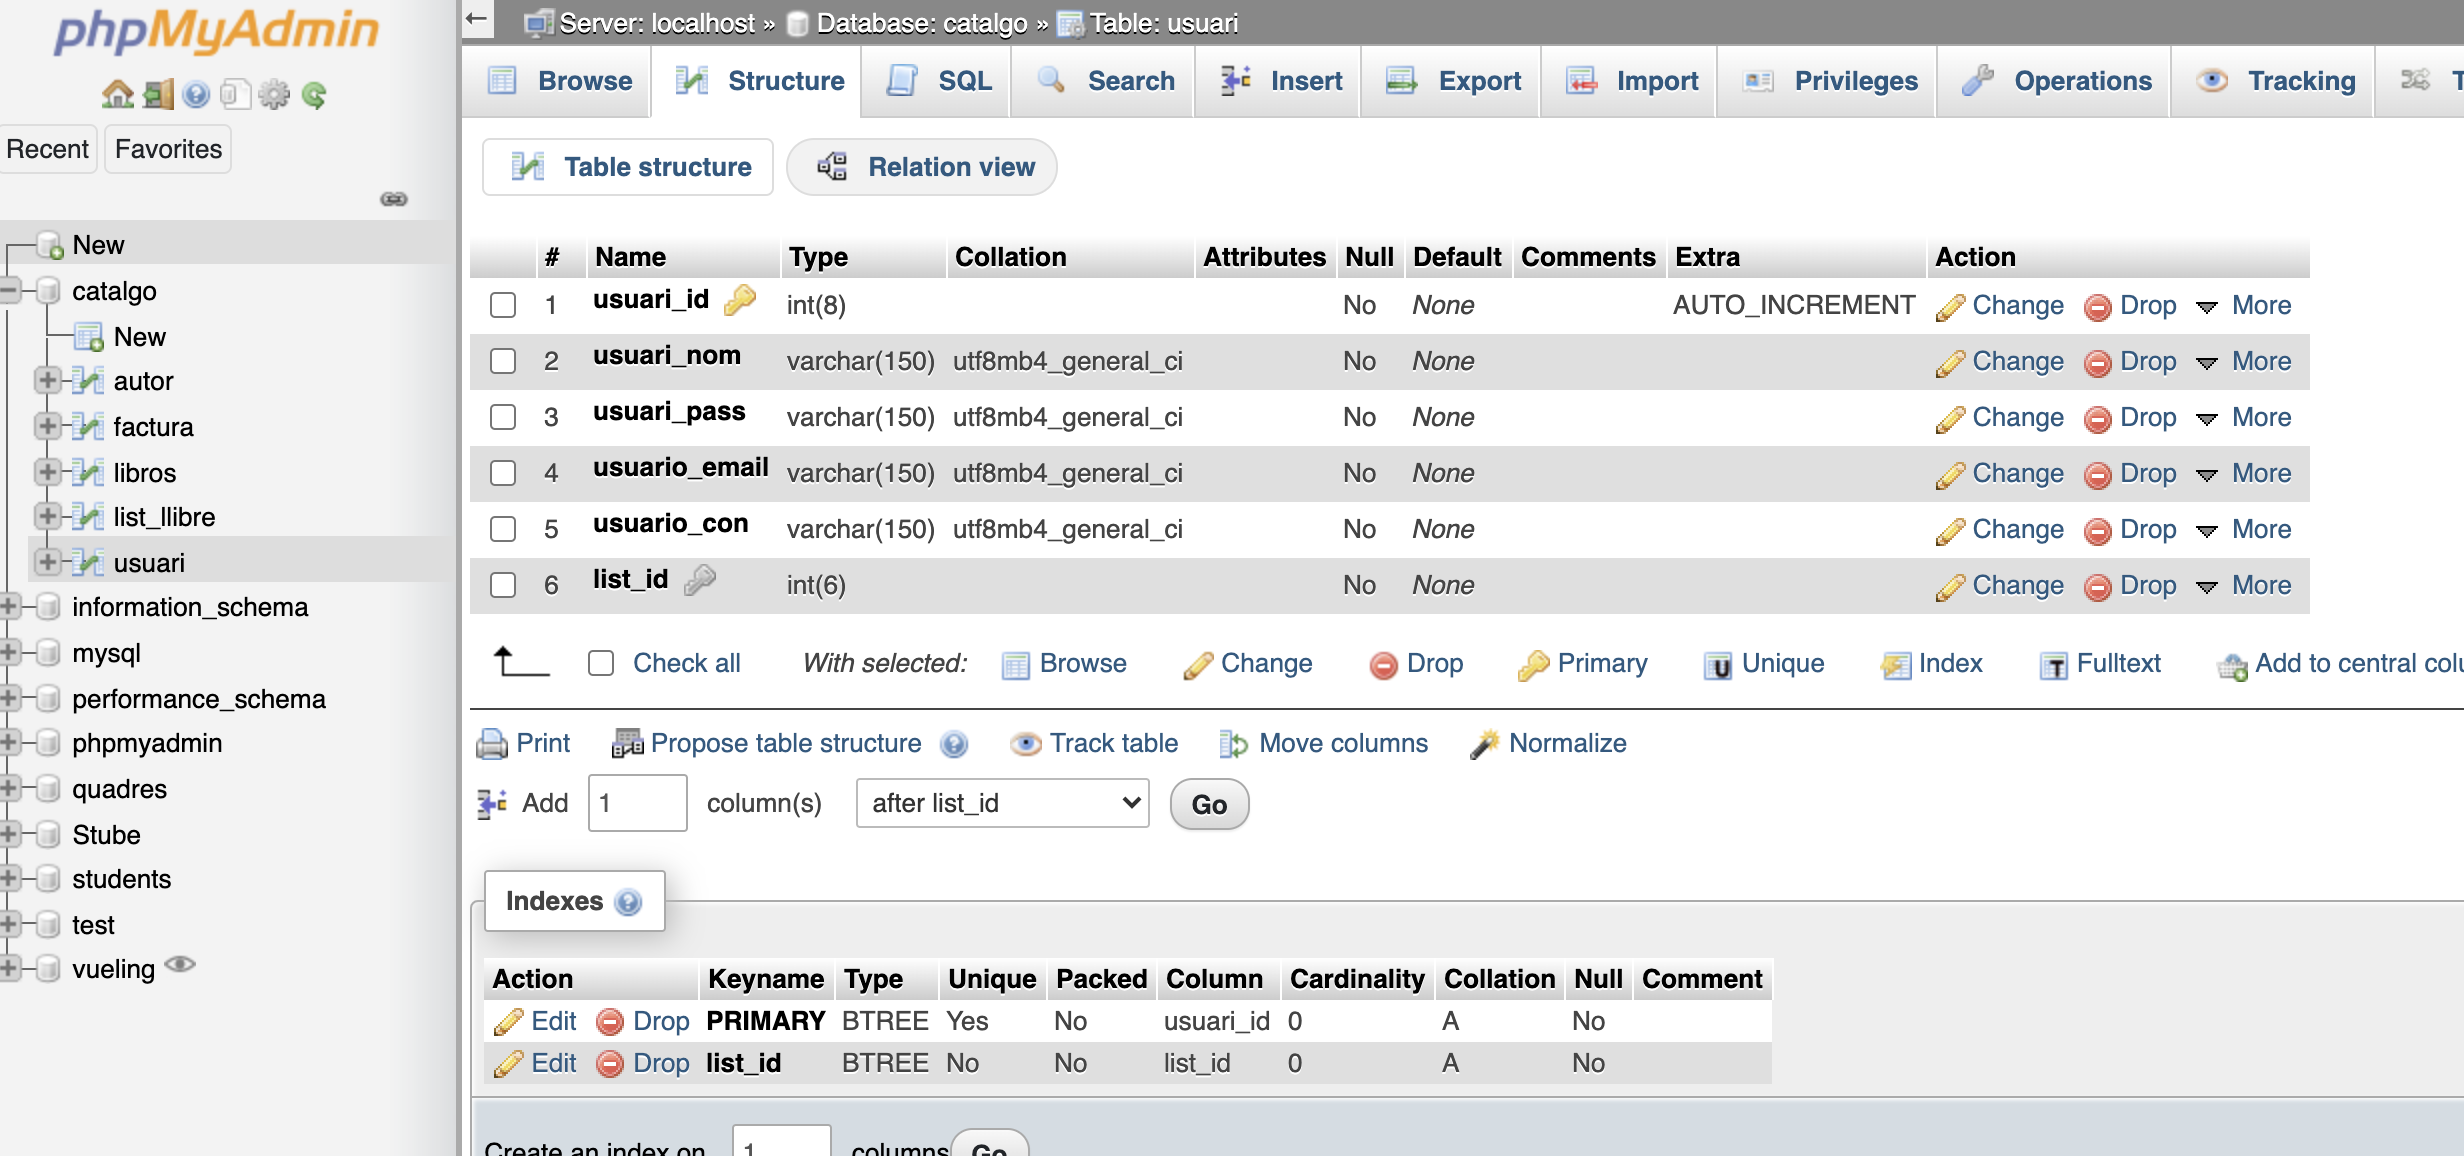 phpMyAdmin
Recent Favorites
New
catalgo
New
autor
factura
libros
list_llibre
usuari
information_schema
mysql
performance_schema
phpmyadmin
quadres
Stube
students
test
vueling
Server: localhost » Database: catalgo » Table: usuari
Browse Structure SQL Search Insert Export Import Privileges Operations Tracking
Table structure Relation view
# Name Type Collation Attributes Null Default Comments Extra Action
1 usuari_id int(8) No None AUTO_INCREMENT Change Drop More
2 usuari_nom varchar(150) utf8mb4_general_ci No None Change Drop More
3 usuari_pass varchar(150) utf8mb4_general_ci No None Change Drop More
4 usuario_email varchar(150) utf8mb4_general_ci No None Change Drop More
5 usuario_con varchar(150) utf8mb4_general_ci No None Change Drop More
6 list_id int(6) No None Change Drop More
Check all With selected: Browse Change Drop Primary Unique Index Fulltext Add to central
Print Propose table structure Track table Move columns Normalize
Add 1 column(s) after list_id Go
Indexes
Action Keyname Type Unique Packed Column Cardinality Collation Null Comment
Edit Drop PRIMARY BTREE Yes No usuari_id 0 A No
Edit Drop list_id BTREE No No list_id 0 A No
Create an index on 1 columns Go